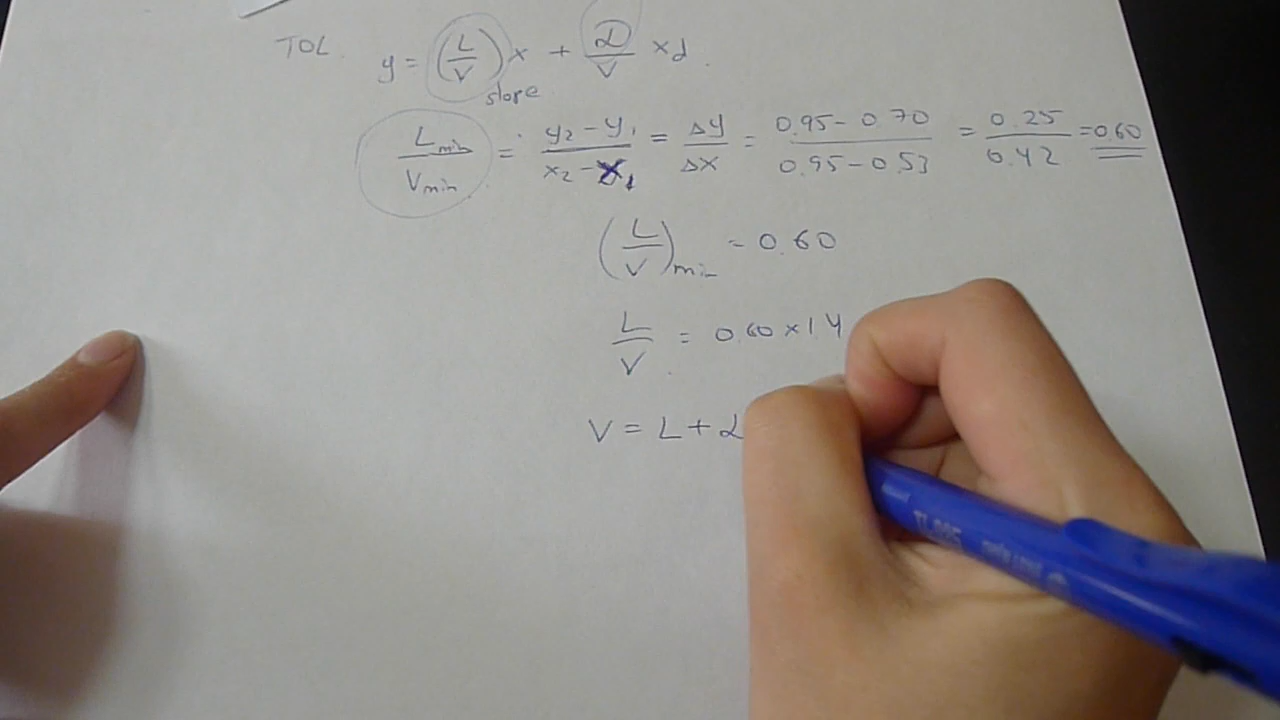 TOL. y = (L/V) x + D/V xd.
slope
Lmin/Vmin = y2-y1/x2-x1 = Δy/Δx = 0.95-0.70/0.95-0.53 = 0.25/0.42 = 0.60
(L/V)min = 0.60
L/V = 0.60 x 1.4
V = L + D